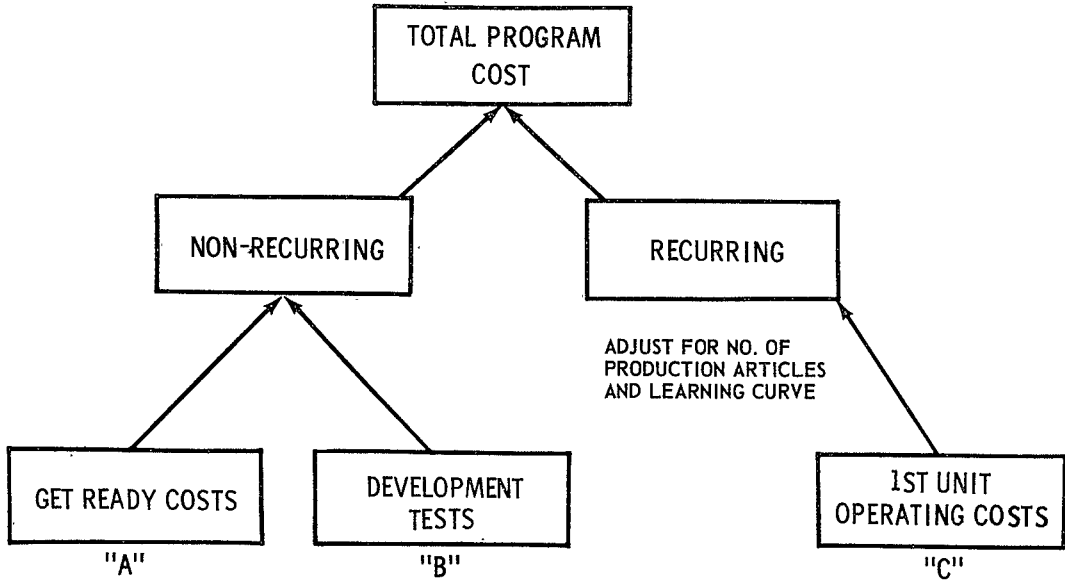 TOTAL PROGRAM
COST
NON-RECURRING
RECURRING
ADJUST FOR NO. OF
PRODUCTION ARTICLES
AND LEARNING CURVE
GET READY COSTS
"A"
DEVELOPMENT
TESTS
"B"
1ST UNIT
OPERATING COSTS
"C"